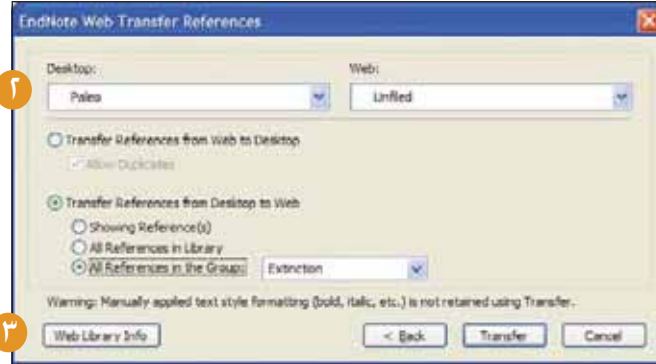 EndNote Web Transfer References
Desktop: Web:
۲
Paleo Unfiled
Transfer References from Web to Desktop
Allow Duplicates
Transfer References from Desktop to Web
Showing Reference(s)
All References in Library
All References in the Group: Extinction
Warning: Manually applied text style formatting (bold, italic, etc.) is not retained using Transfer.
۳
Web Library Info < Back Transfer Cancel